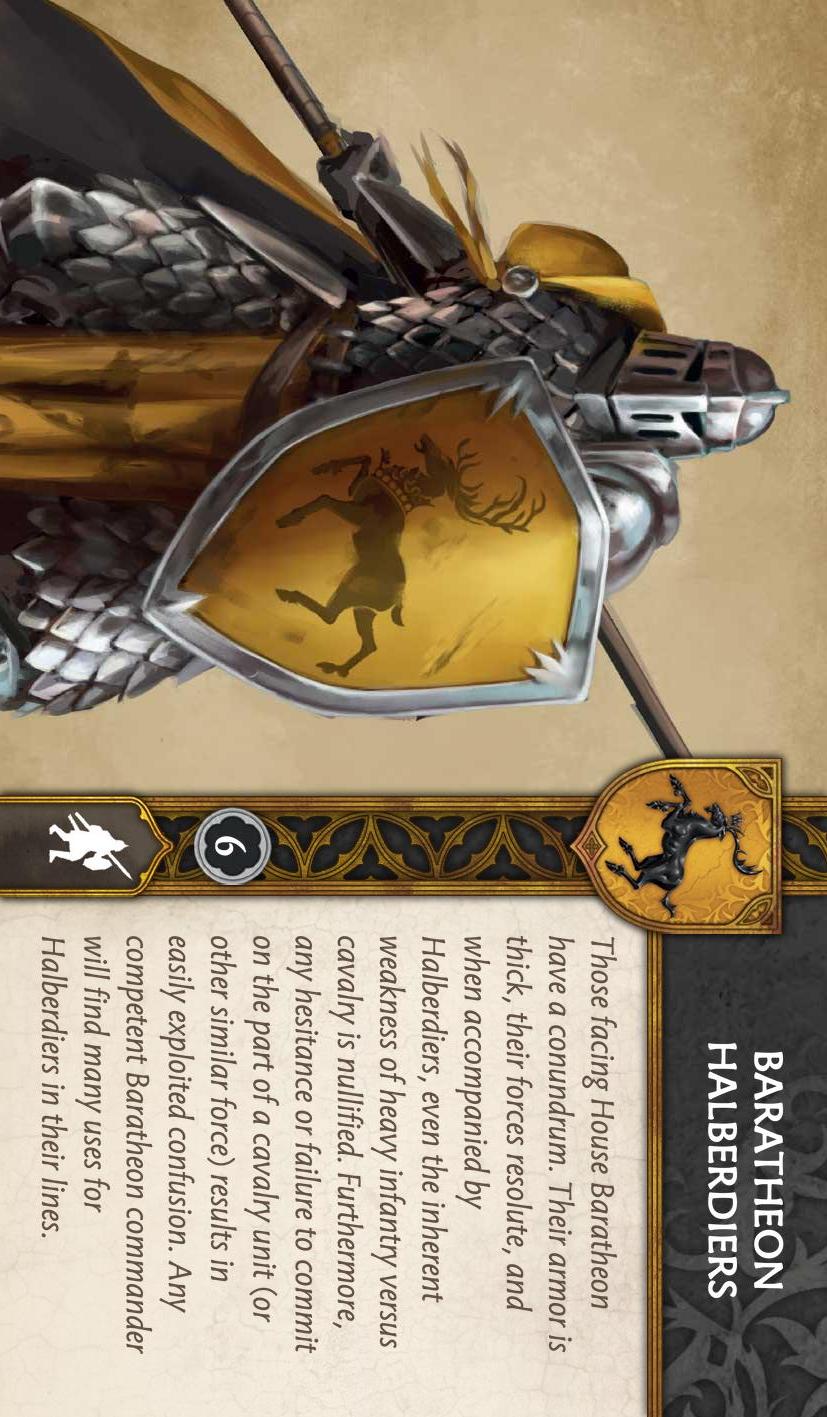 BARATHEON
HALBERDIERS
Those facing House Baratheon
have a conundrum. Their armor is
thick, their forces resolute, and
when accompanied by
Halberdiers, even the inherent
weakness of heavy infantry versus
cavalry is nullified. Furthermore,
any hesitance or failure to commit
on the part of a cavalry unit (or
other similar force) results in
easily exploited confusion. Any
competent Baratheon commander
will find many uses for
Halberdiers in their lines.
6